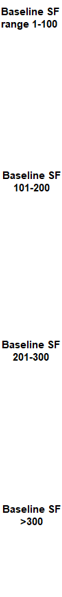 Baseline SF
range 1-100
Baseline SF
101-200
Baseline SF
201-300
Baseline SF
>300